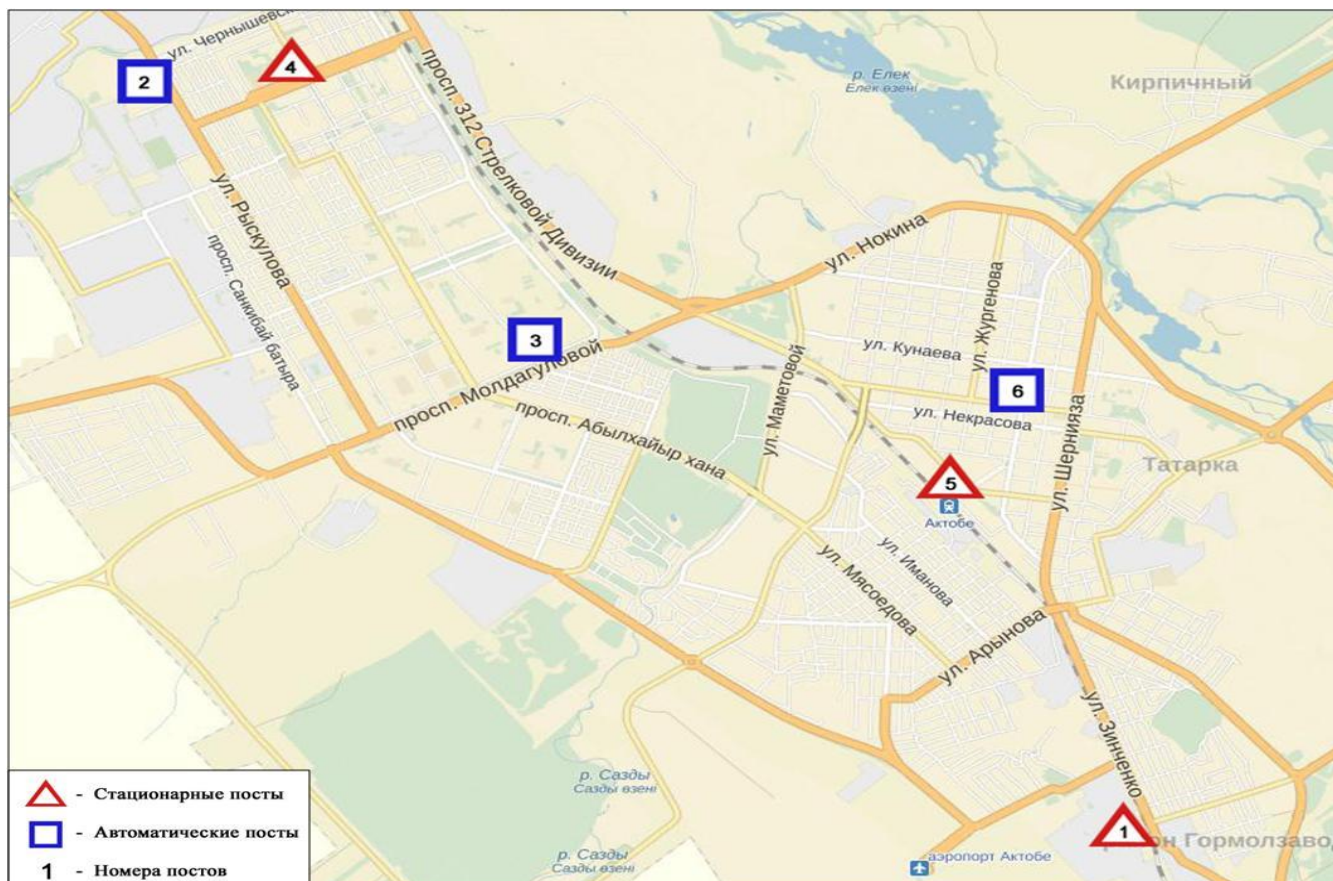 ул. Чернышевск
2
4
просп. 312 Стрелковой Дивизии
р. Елек
Елек өзені
Кирпичный
ул. Рыскулова
просп. Санкибай батыра
ул. Нокина
3
просп. Молдагуловой
ул. Кунаева
ул. Жургенова
6
ул. Некрасова
просп. Абылхайыр хана
ул. Маметовой
ул. Шернияза
Татарка
5
Актобе
ул. Иманова
ул. Мясоедова
ул. Арынова
ул. Зинченко
р. Сазды
Сазды өзені
р. Сазды
Сазды өзені
аэропорт Актобе
1
он Гормолзавод
- Стационарные посты
- Автоматические посты
1 - Номера постов